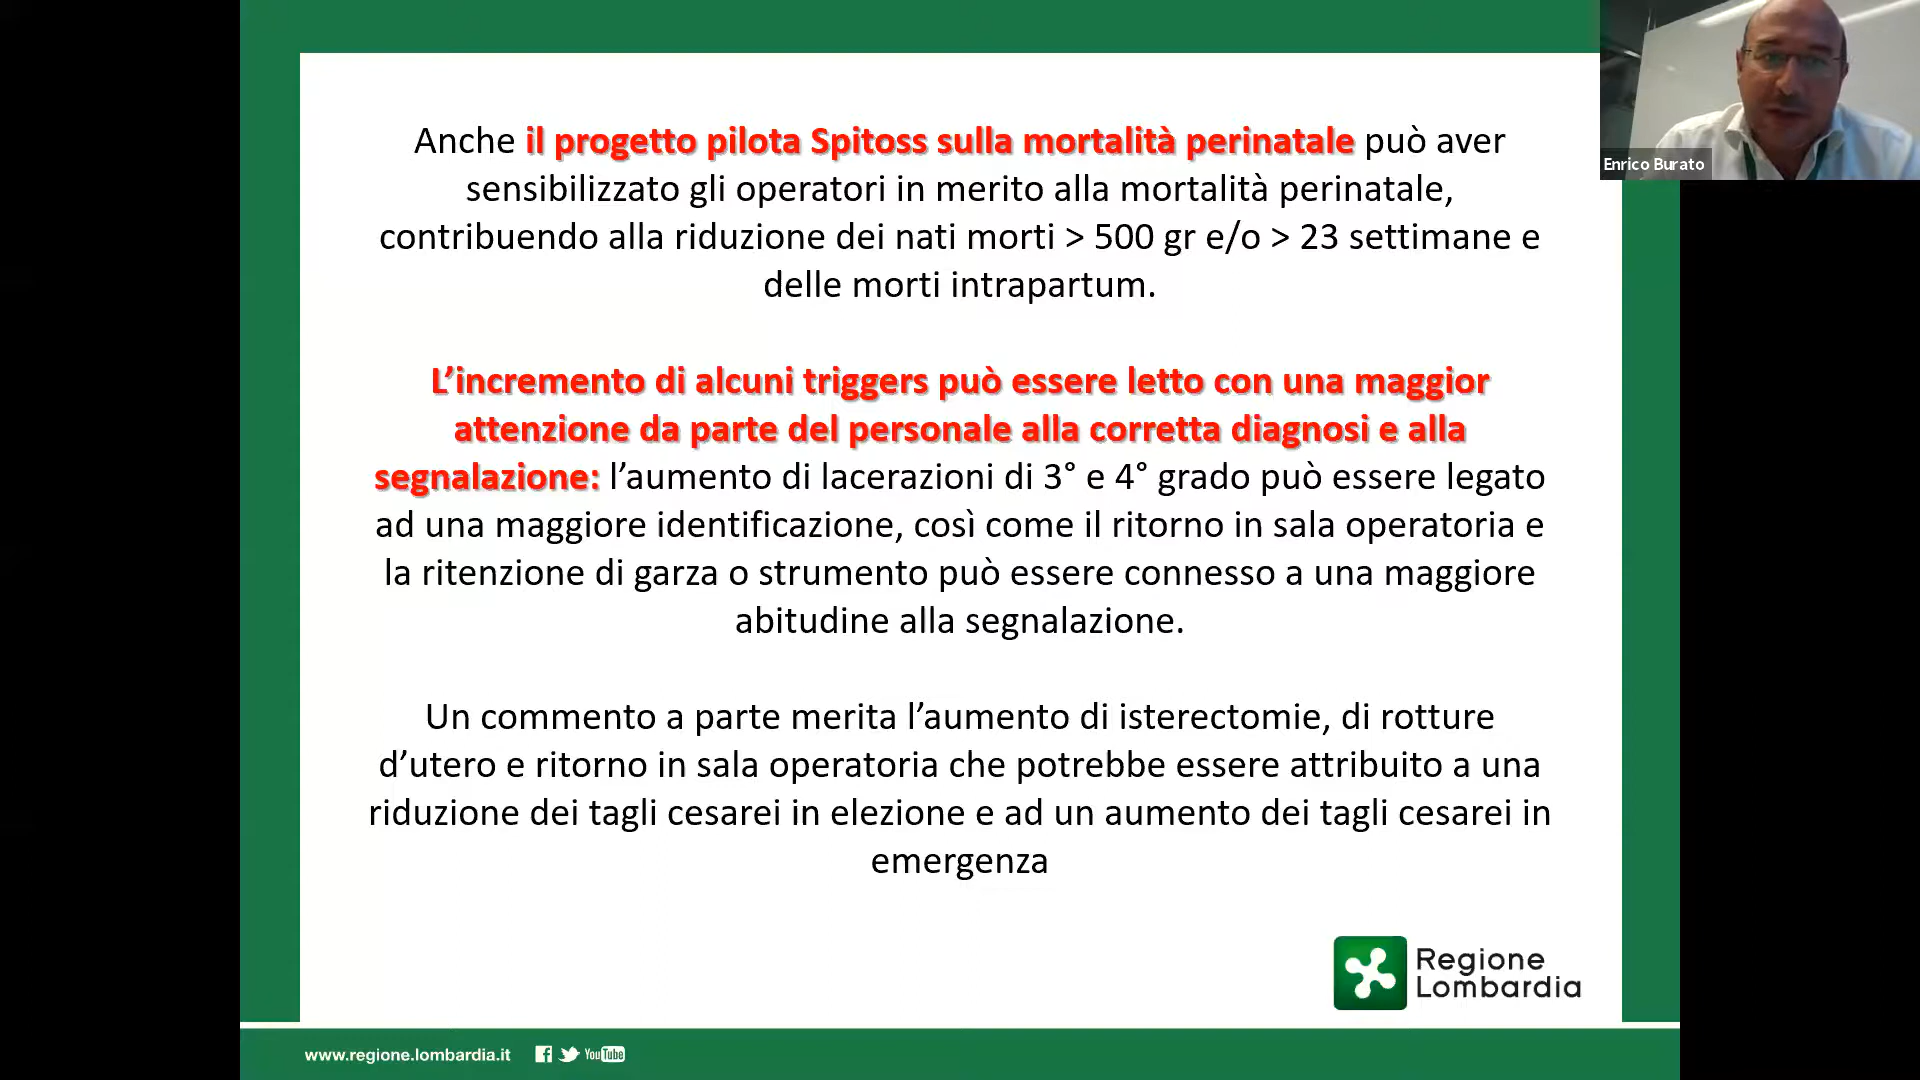 Anche il progetto pilota Spitoss sulla mortalità perinatale può aver
sensibilizzato gli operatori in merito alla mortalità perinatale,
contribuendo alla riduzione dei nati morti > 500 gr e/o > 23 settimane e
delle morti intrapartum.
L’incremento di alcuni triggers può essere letto con una maggior
attenzione da parte del personale alla corretta diagnosi e alla
segnalazione: l’aumento di lacerazioni di 3° e 4° grado può essere legato
ad una maggiore identificazione, così come il ritorno in sala operatoria e
la ritenzione di garza o strumento può essere connesso a una maggiore
abitudine alla segnalazione.
Un commento a parte merita l’aumento di isterectomie, di rotture
d’utero e ritorno in sala operatoria che potrebbe essere attribuito a una
riduzione dei tagli cesarei in elezione e ad un aumento dei tagli cesarei in
emergenza
Enrico Burato
Regione
Lombardia
www.regione.lombardia.it
YouTube